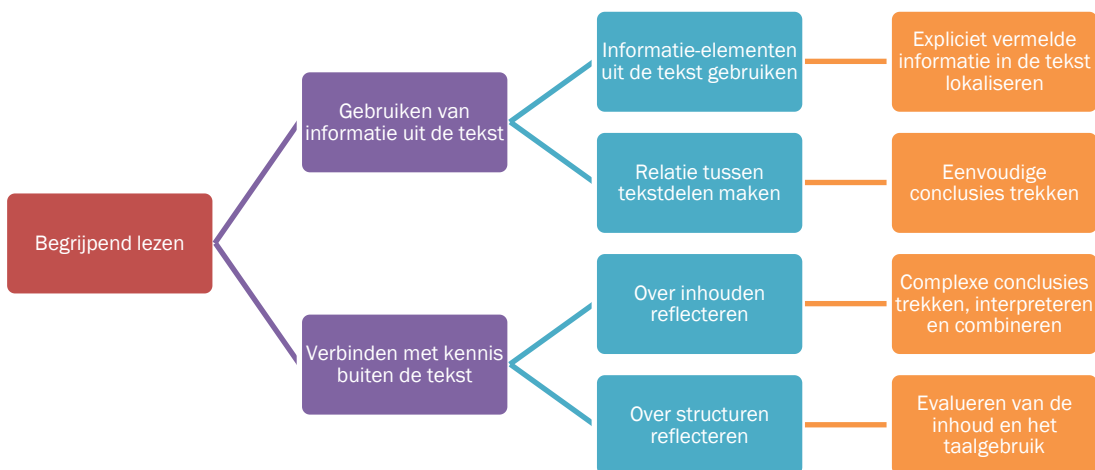 Begrijpend lezen
Gebruiken van
informatie uit de tekst
Informatie-elementen
uit de tekst gebruiken
Expliciet vermelde
informatie in de tekst
lokaliseren
Relatie tussen
tekstdelen maken
Eenvoudige
conclusies trekken
Verbinden met kennis
buiten de tekst
Over inhouden
reflecteren
Complexe conclusies
trekken, interpreteren
en combineren
Over structuren
reflecteren
Evalueren van de
inhoud en het
taalgebruik